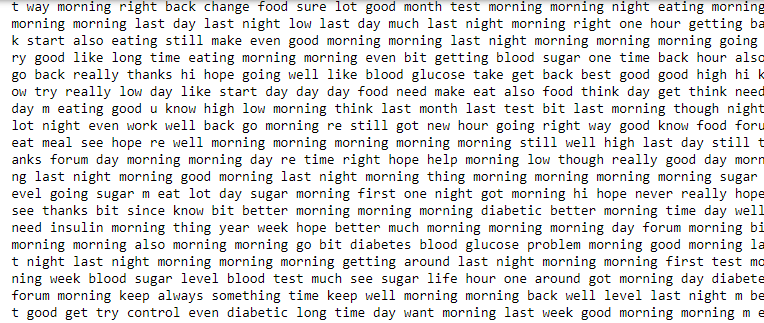 t way morning right back change food sure lot good month test morning morning night eating morning
morning morning last day last night low last day much last night morning right one hour getting ba
k start also eating still make even good morning morning last night morning morning morning going
ry good like long time eating morning morning even bit getting blood sugar one time back hour also
go back really thanks hi hope going well like blood glucose take get back best good good high hi k
ow try really low day like start day day day food need make eat also food think day get think need
day m eating good u know high low morning think last month last test bit last morning though night
lot night even work well back go morning re still got new hour going right way good know food foru
eat meal see hope re well morning morning morning morning morning still well high last day still t
anks forum day morning morning day re time right hope help morning low though really good day morn
ng last night morning good morning last night morning thing morning morning morning morning sugar
evel going sugar m eat lot day sugar morning first one night got morning hi hope never really hope
see thanks bit since know bit better morning morning morning diabetic better morning time day well
need insulin morning thing year week hope better much morning morning morning day forum morning bi
morning morning also morning morning go bit diabetes blood glucose problem morning good morning la
t night last night morning morning morning getting around last night morning morning first test mo
ning week blood sugar level blood test much see sugar life hour one around got morning day diabete
forum morning keep always something time keep well morning morning back well level last night m be
t good get try control even diabetic long time day want morning last week good morning morning m e